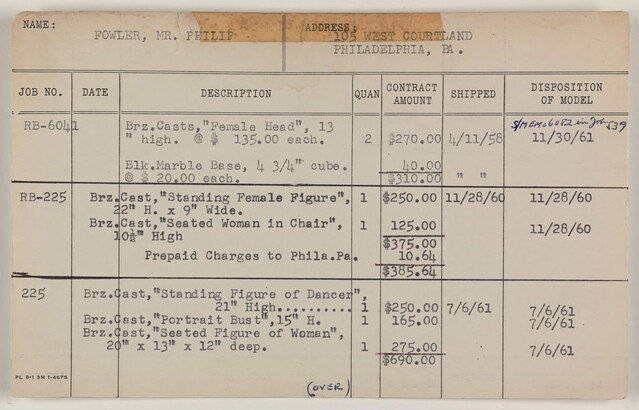 NAME: ADDRESS:
FOWLER, MR. PHILIP 105 WEST COURTLAND
PHILADELPHIA, PA.
JOB NO. DATE DESCRIPTION QUAN CONTRACT AMOUNT SHIPPED DISPOSITION OF MODEL
RB-6041 Brz.Casts,"Female Head", 13
" high. @ $ 135.00 each. 2 $270.00 4/11/58 11/30/61
Blk.Marble Base, 4 3/4" cube. 40.00
@ $ 20.00 each. $310.00 " "
RB-225 Brz.Cast,"Standing Female Figure", 1 $250.00 11/28/60 11/28/60
22" H. x 9" Wide.
Brz.Cast,"Seated Woman in Chair", 1 125.00 11/28/60
10½" High $375.00
Prepaid Charges to Phila.Pa. 10.64
$385.64
225 Brz.Cast,"Standing Figure of Dancer",
21" High.......... 1 $250.00 7/6/61 7/6/61
Brz.Cast,"Portrait Bust",15" H. 1 165.00 7/6/61
Brz.Cast,"Seated Figure of Woman",
20" x 13" x 12" deep. 1 275.00 7/6/61
$690.00
(OVER)